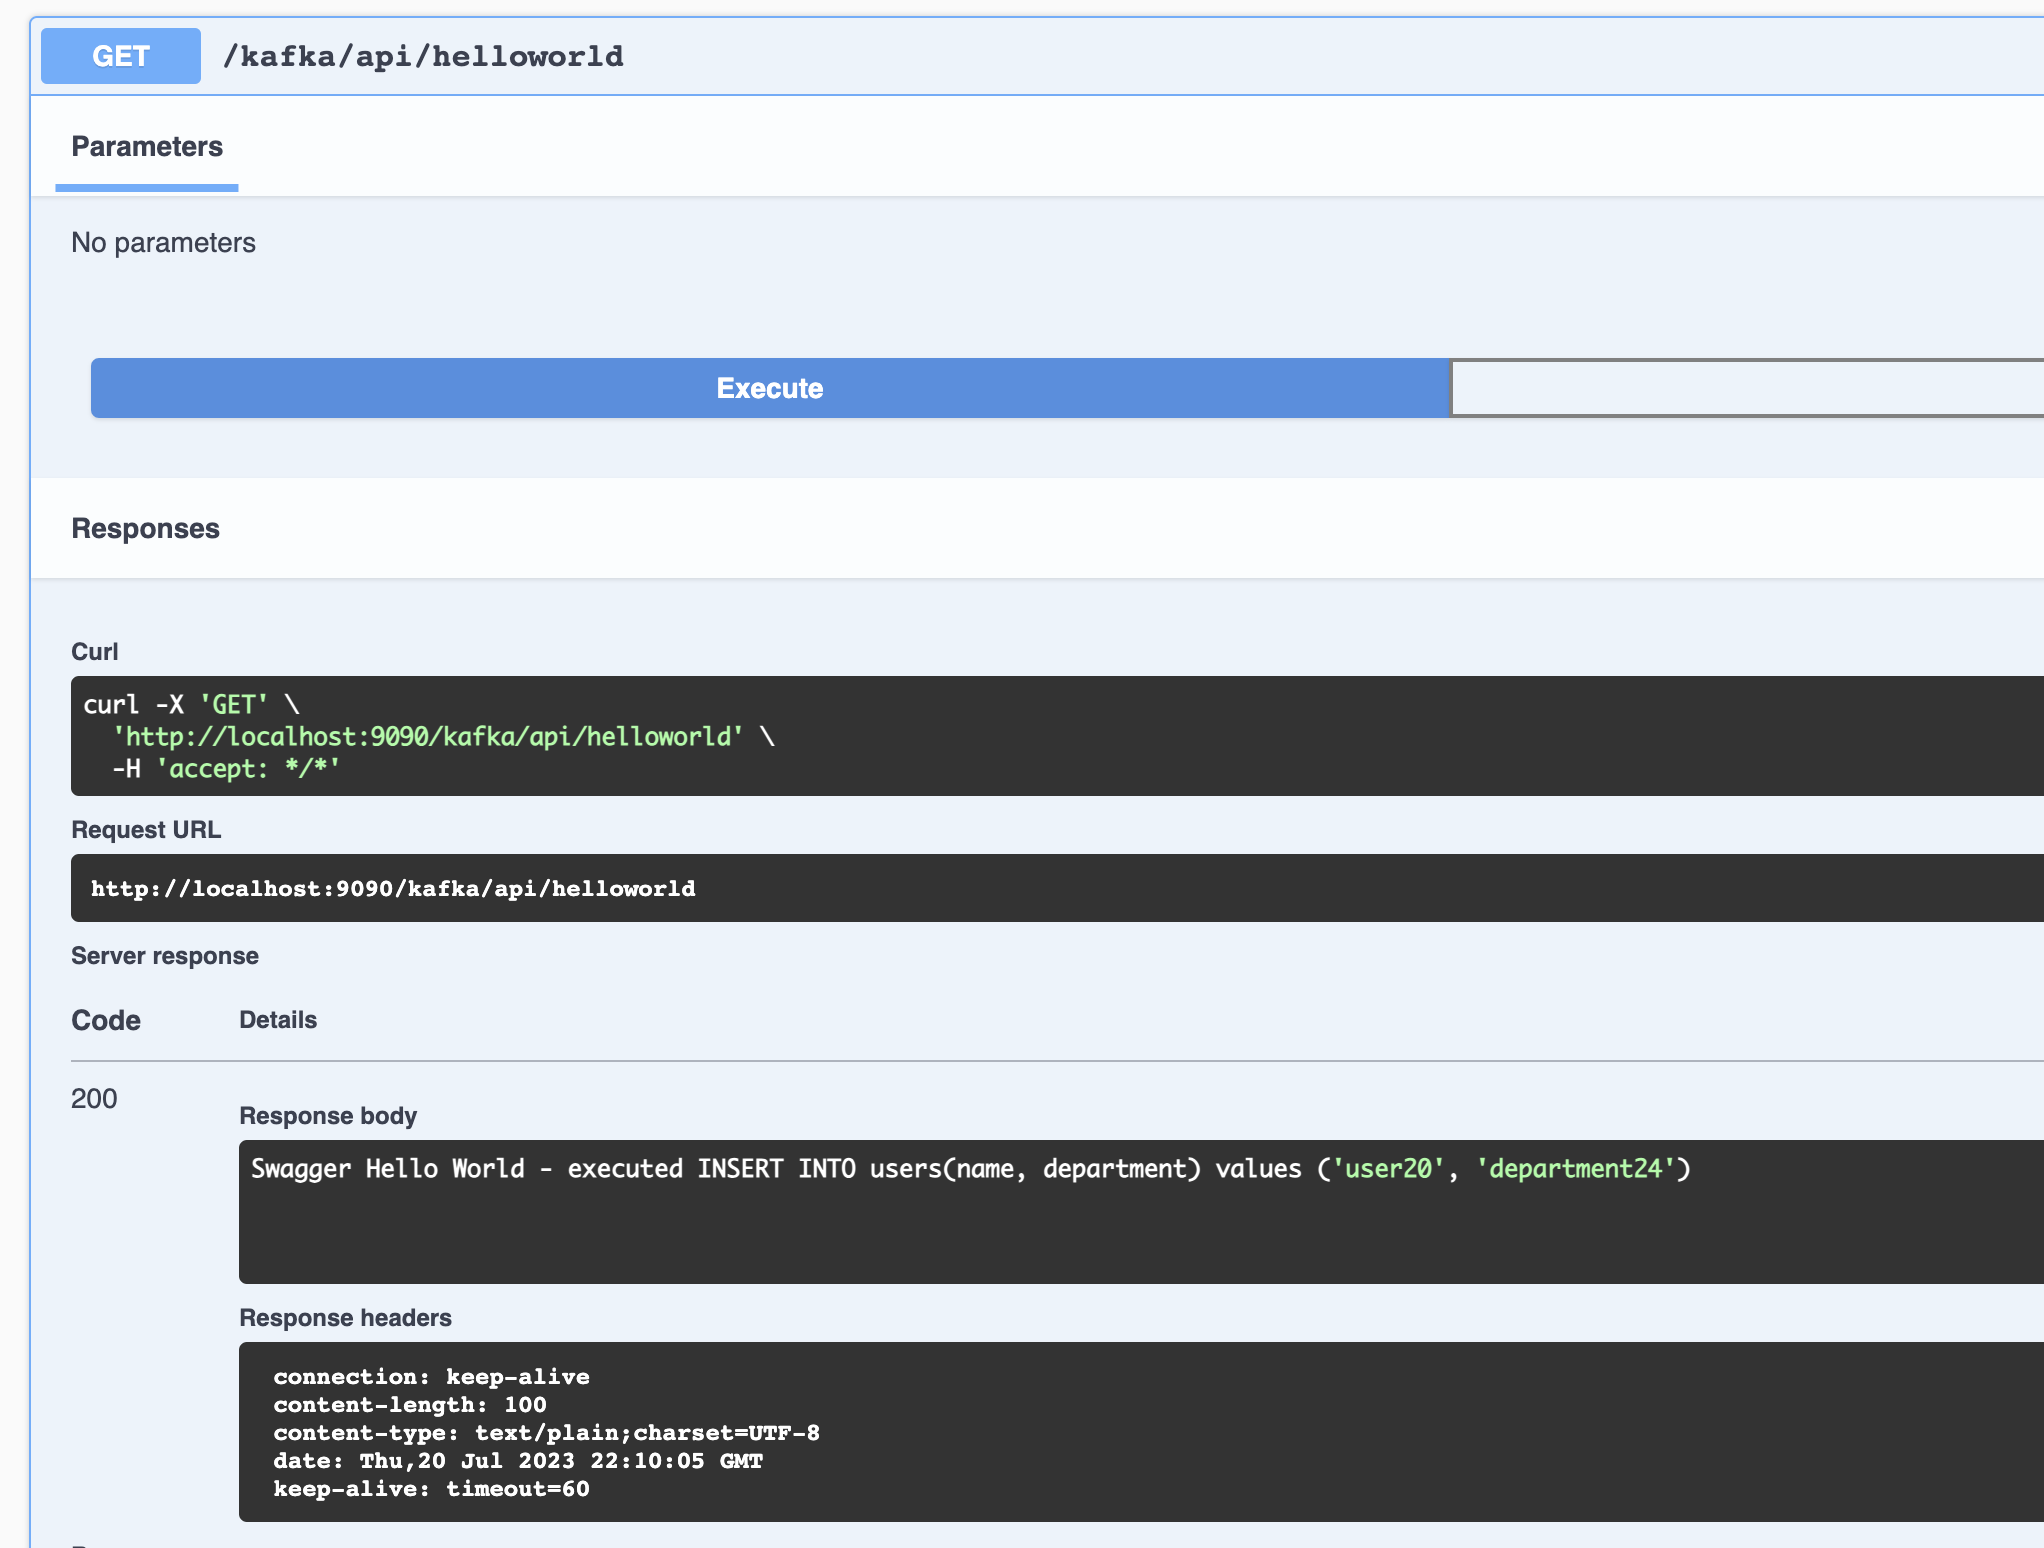 GET /kafka/api/helloworld
Parameters
No parameters
Execute
Responses
Curl
curl -X 'GET' \
  'http://localhost:9090/kafka/api/helloworld' \
  -H 'accept: */*'
Request URL
http://localhost:9090/kafka/api/helloworld
Server response
Code Details
200
Response body
Swagger Hello World - executed INSERT INTO users(name, department) values ('user20', 'department24')
Response headers
connection: keep-alive
content-length: 100
content-type: text/plain;charset=UTF-8
date: Thu,20 Jul 2023 22:10:05 GMT
keep-alive: timeout=60